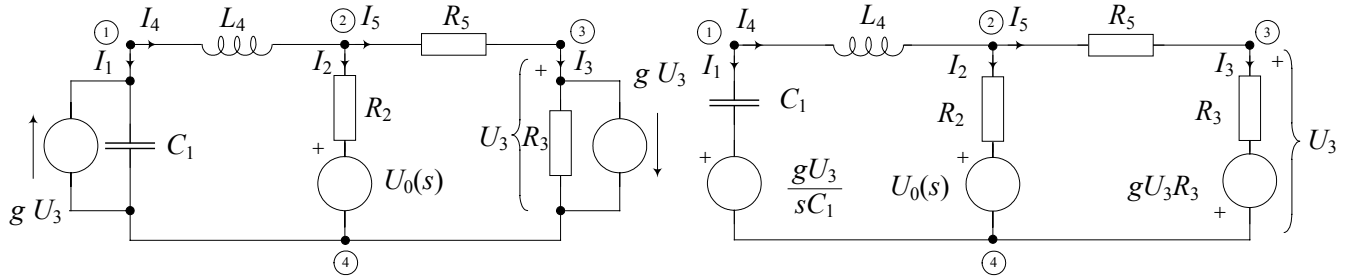 1 I₄ L₄ 2 I₅ R₅ 3
I₁ I₂ + I₃ g U₃
R₂
C₁ U₃ R₃
+ U₀(s)
g U₃
4
1 I₄ L₄ 2 I₅ R₅ 3
I₁ I₂ I₃ +
C₁ R₂ R₃
U₃
+ gU₃/sC₁ + U₀(s) gU₃R₃
+
4